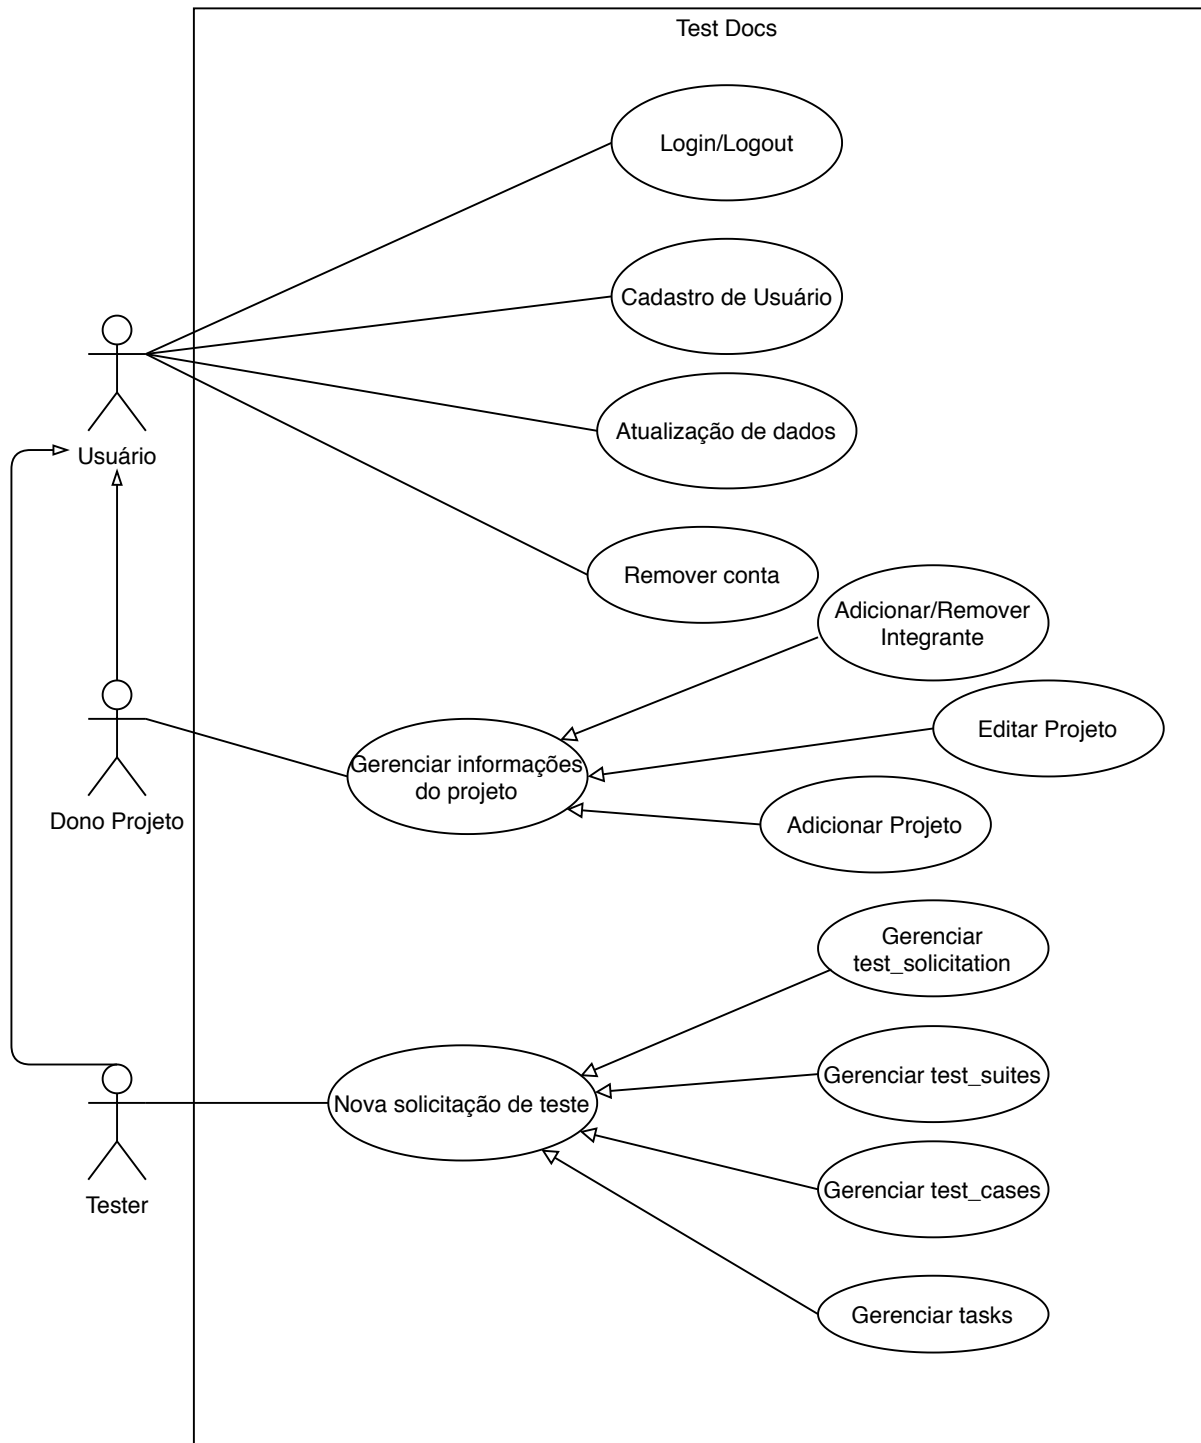 Test Docs
Login/Logout
Cadastro de Usuário
Atualização de dados
Usuário
Remover conta
Adicionar/Remover
Integrante
Editar Projeto
Gerenciar informações
do projeto
Adicionar Projeto
Dono Projeto
Gerenciar
test_solicitation
Gerenciar test_suites
Nova solicitação de teste
Gerenciar test_cases
Tester
Gerenciar tasks